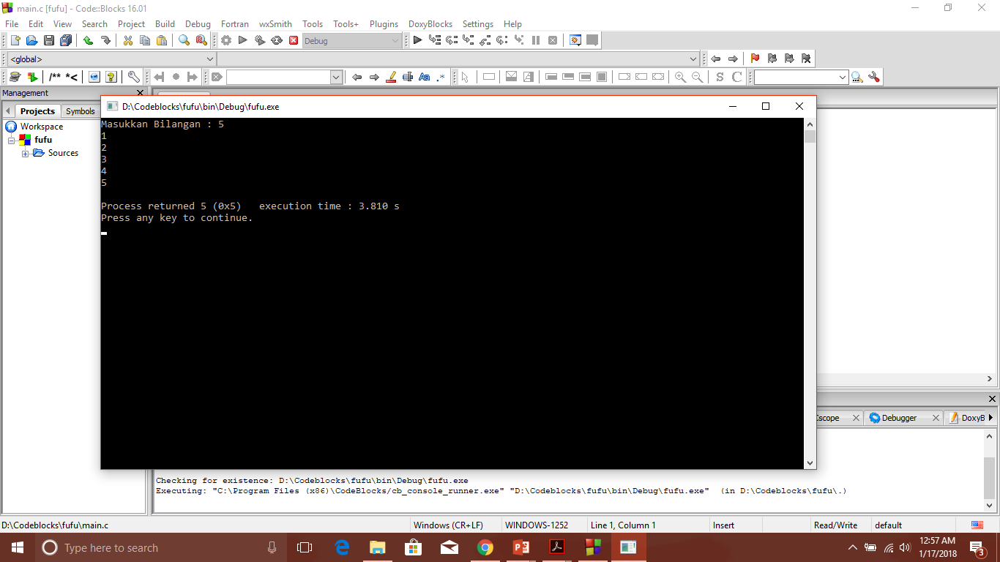 main.c [fufu] - Code::Blocks 16.01
File Edit View Search Project Build Debug Fortran wxSmith Tools Tools+ Plugins DoxyBlocks Settings Help
Debug
<global>
/** *<
Aa .*
S C
Management
Projects Symbols
Workspace
fufu
Sources
D:\Codeblocks\fufu\bin\Debug\fufu.exe
Masukkan Bilangan : 5
1
2
3
4
5
Process returned 5 (0x5) execution time : 3.810 s
Press any key to continue.
Cscope Debugger DoxyB
Checking for existence: D:\Codeblocks\fufu\bin\Debug\fufu.exe
Executing: "C:\Program Files (x86)\CodeBlocks/cb_console_runner.exe" "D:\Codeblocks\fufu\bin\Debug\fufu.exe" (in D:\Codeblocks\fufu\.)
D:\Codeblocks\fufu\main.c Windows (CR+LF) WINDOWS-1252 Line 1, Column 1 Insert Read/Write default
Type here to search
12:57 AM
1/17/2018
3